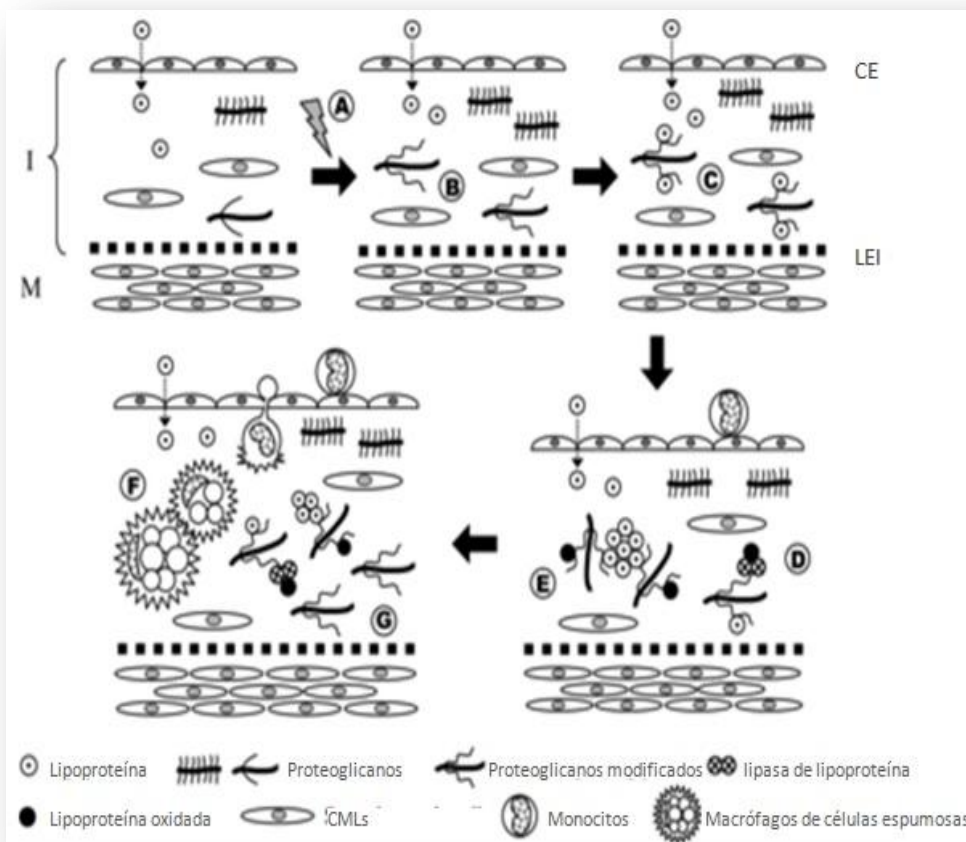 A
CE
I
B
C
LEI
M
F
D
E
G
Lipoproteína
Proteoglicanos
Proteoglicanos modificados
lipasa de lipoproteína
Lipoproteína oxidada
CMLs
Monocitos
Macrófagos de células espumosas